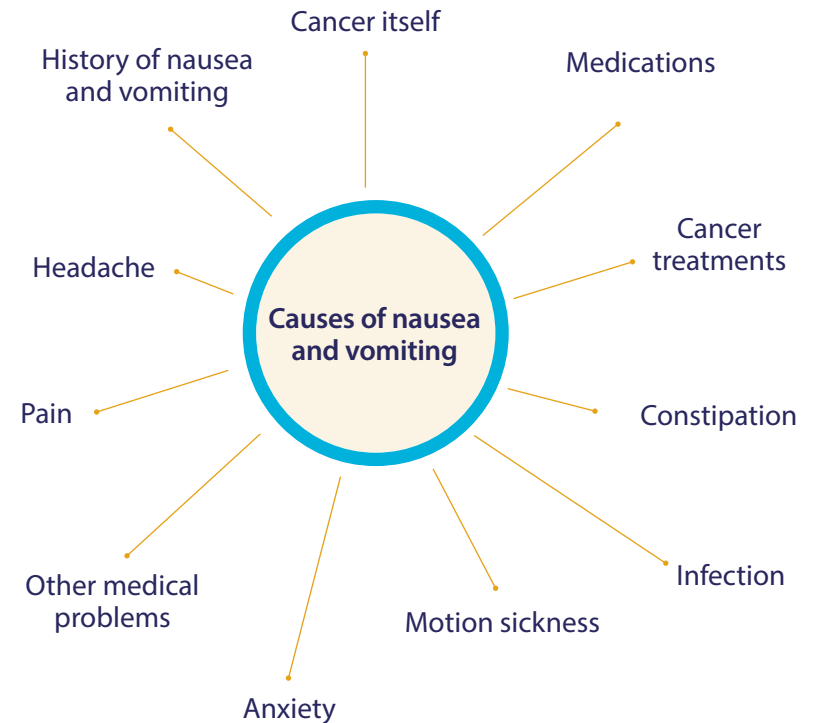 Cancer itself
History of nausea
and vomiting
Medications
Cancer
treatments
Headache
Causes of nausea
and vomiting
Pain
Constipation
Infection
Other medical
problems
Motion sickness
Anxiety